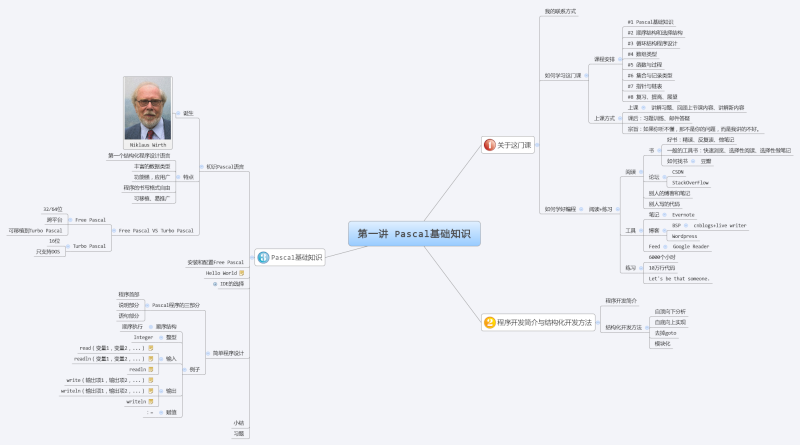 第一讲 Pascal基础知识
关于这门课
我的联系方式
如何学习这门课
课程安排
#1 Pascal基础知识
#2 顺序结构和选择结构
#3 循环结构程序设计
#4 数组类型
#5 函数与过程
#6 集合与记录类型
#7 指针与链表
#8 复习、提高、展望
上课方式
上课
讲解习题、回顾上节课内容、讲解新内容
课后：习题训练、邮件答疑
宗旨：如果你听不懂，那不是你的问题，而是我讲的不好。
如何学好编程
阅读+练习
阅读
书
好书：精读、反复读、做笔记
一般的工具书：快速浏览、选择性阅读、选择性做笔记
如何找书
豆瓣
论坛
CSDN
StackOverflow
别人的博客和笔记
别人写的代码
工具
笔记
Evernote
博客
BSP
cnblogs+live writer
Wordpress
Feed
Google Reader
练习
6000个小时
10万行代码
Let's be that someone.
程序开发简介与结构化开发方法
程序开发简介
结构化开发方法
自顶向下分析
自底向上实现
去掉goto
模块化
Pascal基础知识
初识Pascal语言
诞生
Niklaus Wirth
特点
第一个结构化程序设计语言
丰富的数据类型
功能强，应用广
程序的书写格式自由
可移植、易推广
Free Pascal VS Turbo Pascal
Free Pascal
32/64位
跨平台
可移植到Turbo Pascal
Turbo Pascal
16位
只支持DOS
安装和配置Free Pascal
Hello World
IDE的选择
简单程序设计
Pascal程序的三部分
程序首部
说明部分
语句部分
例子
顺序结构
顺序执行
整型
integer
输入
read（变量1，变量2，...）
readln（变量1，变量2，...）
readln
输出
write（输出项1，输出项2，...）
writeln（输出项1，输出项2，...）
writeln
赋值
:=
小结
习题